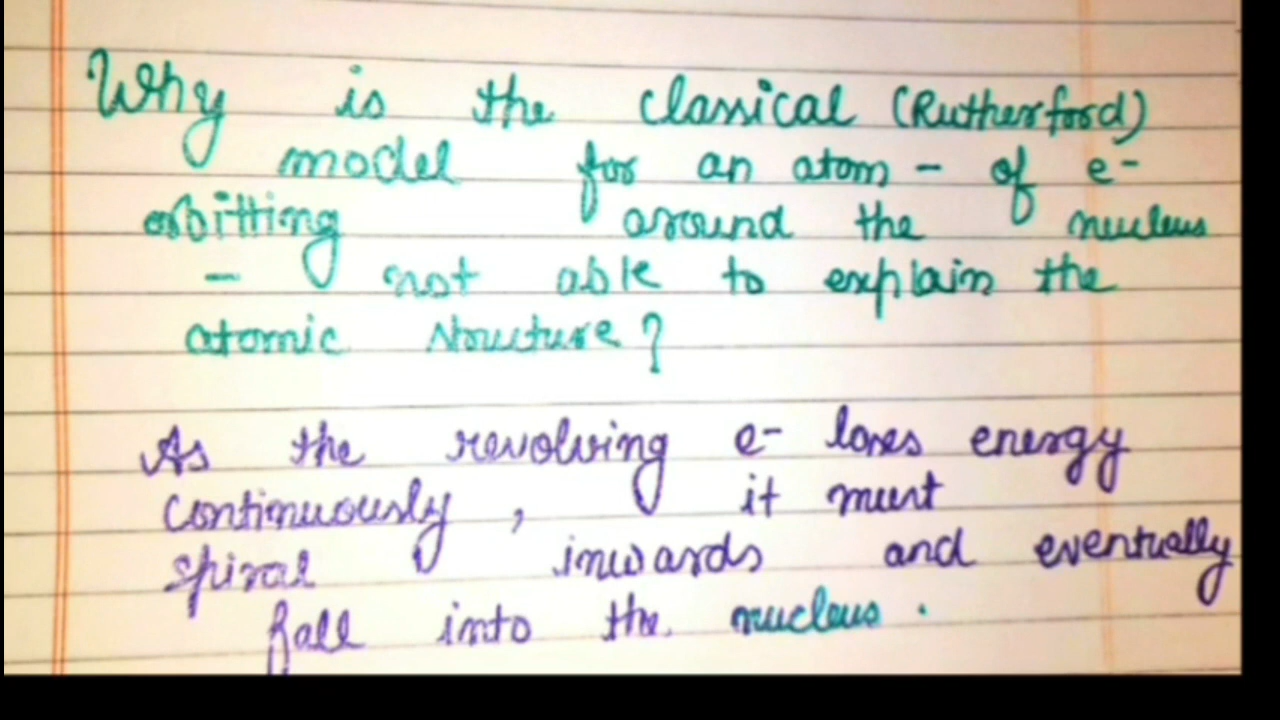 Why is the classical (Rutherford)
model for an atom - of e-
orbitting around the nucleus
- not able to explain the
atomic structure?
As the revolving e- loses energy
continuously, it must
spiral inwards and eventually
fall into the nucleus.